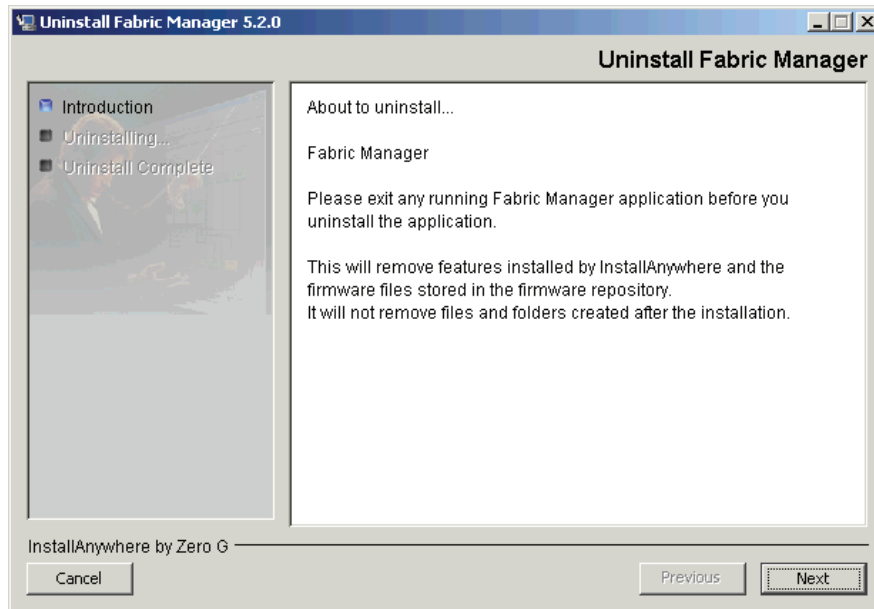 Uninstall Fabric Manager 5.2.0
Uninstall Fabric Manager
Introduction
Uninstalling...
Uninstall Complete
About to uninstall...
Fabric Manager
Please exit any running Fabric Manager application before you
uninstall the application.
This will remove features installed by InstallAnywhere and the
firmware files stored in the firmware repository.
It will not remove files and folders created after the installation.
InstallAnywhere by Zero G
Cancel
Previous
Next